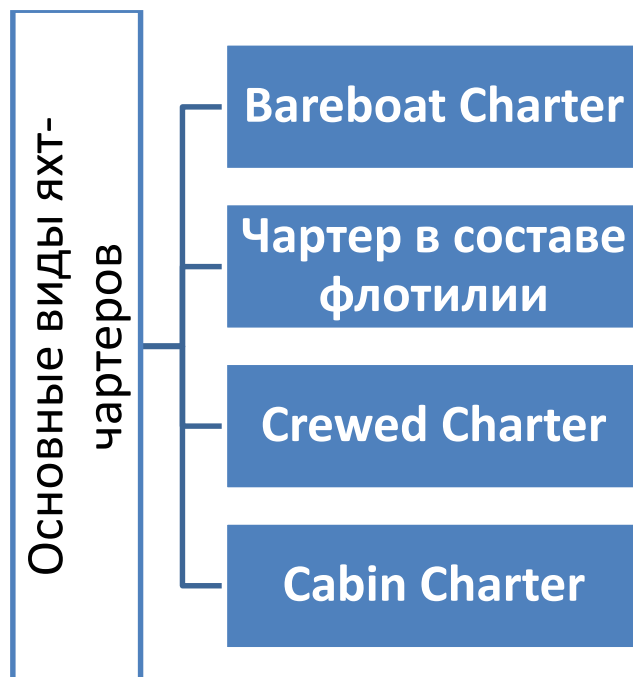 Основные виды яхт-
чартеров
Bareboat Charter
Чартер в составе
флотилии
Crewed Charter
Cabin Charter